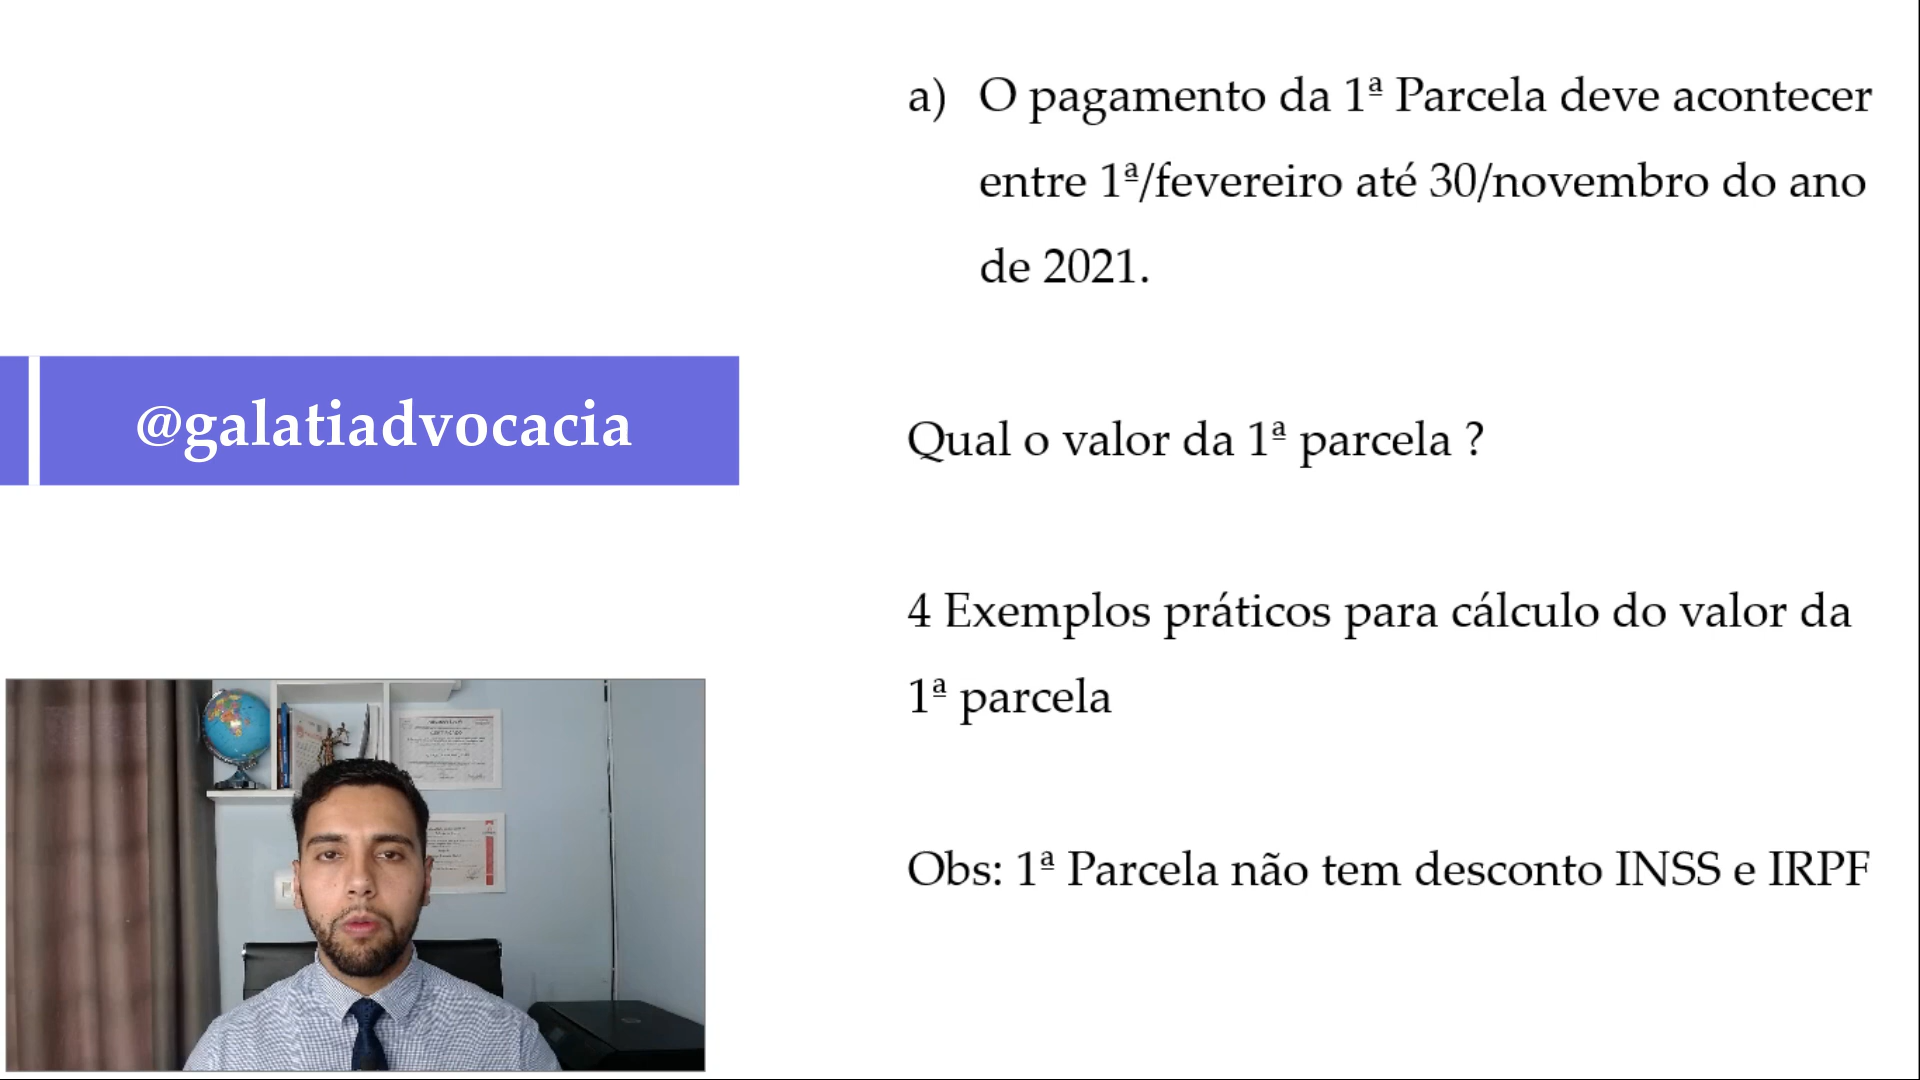 a) O pagamento da 1ª Parcela deve acontecer
entre 1ª/fevereiro até 30/novembro do ano
de 2021.
@galatiadvocacia
Qual o valor da 1ª parcela ?
4 Exemplos práticos para cálculo do valor da
1ª parcela
Obs: 1ª Parcela não tem desconto INSS e IRPF